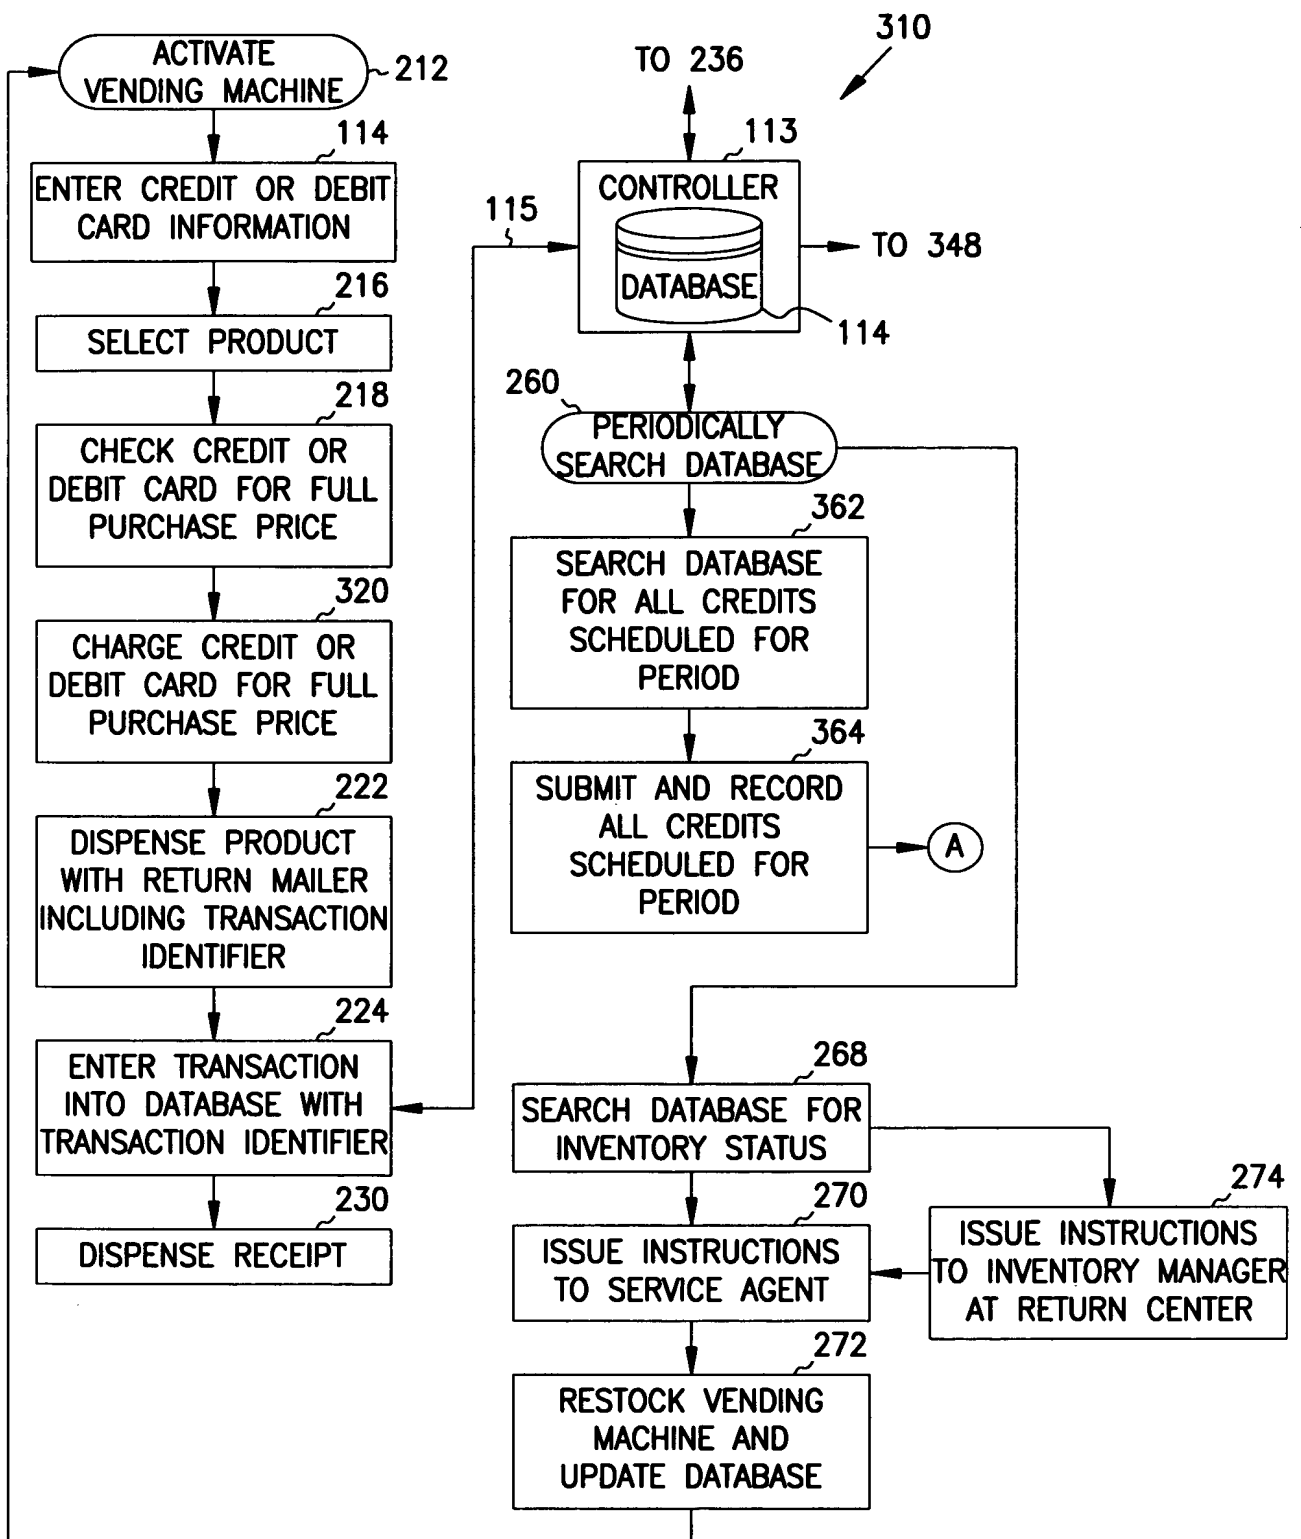 310
ACTIVATE
VENDING MACHINE
212
114
ENTER CREDIT OR DEBIT
CARD INFORMATION
216
SELECT PRODUCT
218
CHECK CREDIT OR
DEBIT CARD FOR FULL
PURCHASE PRICE
320
CHARGE CREDIT OR
DEBIT CARD FOR FULL
PURCHASE PRICE
222
DISPENSE PRODUCT
WITH RETURN MAILER
INCLUDING TRANSACTION
IDENTIFIER
224
ENTER TRANSACTION
INTO DATABASE WITH
TRANSACTION IDENTIFIER
230
DISPENSE RECEIPT
TO 236
113
CONTROLLER
115
TO 348
DATABASE
114
260
PERIODICALLY
SEARCH DATABASE
362
SEARCH DATABASE
FOR ALL CREDITS
SCHEDULED FOR
PERIOD
364
SUBMIT AND RECORD
ALL CREDITS
SCHEDULED FOR
PERIOD
A
268
SEARCH DATABASE FOR
INVENTORY STATUS
270
ISSUE INSTRUCTIONS
TO SERVICE AGENT
274
ISSUE INSTRUCTIONS
TO INVENTORY MANAGER
AT RETURN CENTER
272
RESTOCK VENDING
MACHINE AND
UPDATE DATABASE